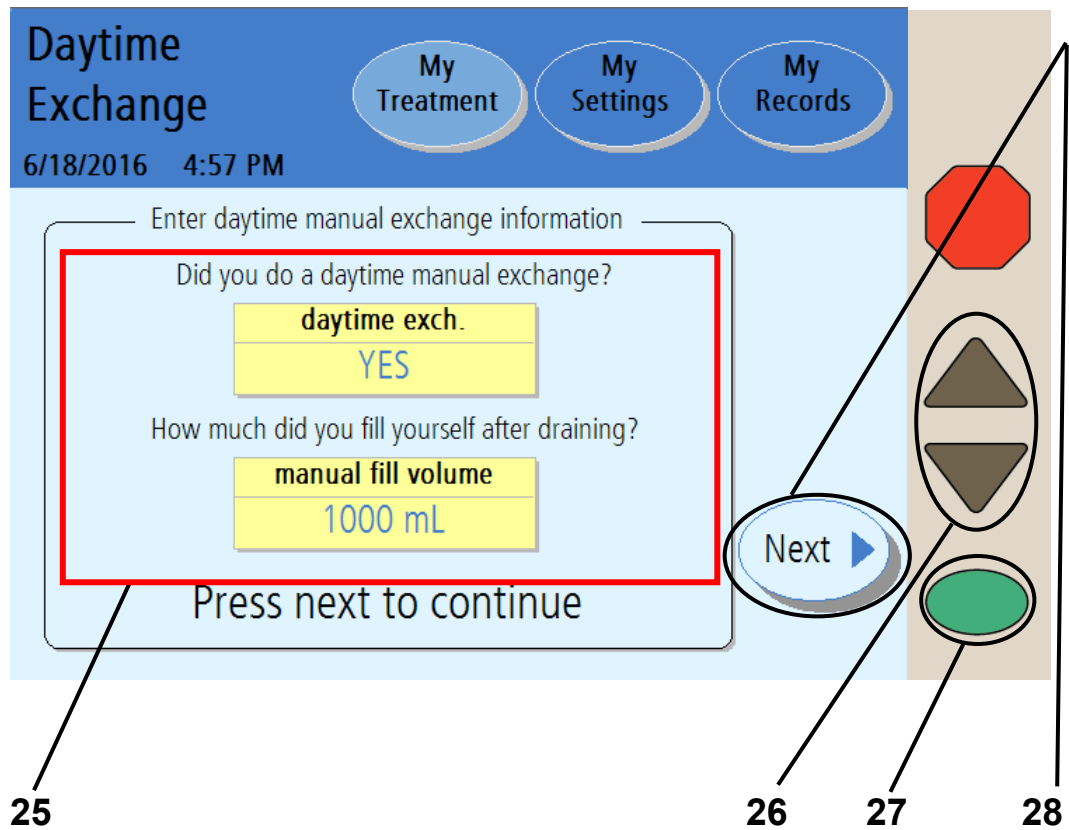 Daytime
Exchange
6/18/2016 4:57 PM
My
Treatment
My
Settings
My
Records
Enter daytime manual exchange information
Did you do a daytime manual exchange?
daytime exch.
YES
How much did you fill yourself after draining?
manual fill volume
1000 mL
Next
Press next to continue
25
26
27
28